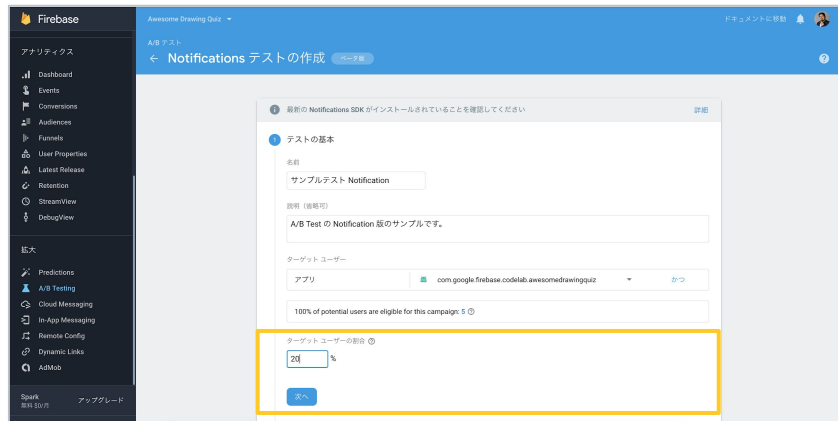 Firebase
Awesome Drawing Quiz
ドキュメントに移動
A/B テスト
← Notifications テストの作成 ベータ版
アナリティクス
Dashboard
Events
Conversions
Audiences
Funnels
User Properties
Latest Release
Retention
StreamView
DebugView
拡大
Predictions
A/B Testing
Cloud Messaging
In-App Messaging
Remote Config
Dynamic Links
AdMob
Spark
無料 $0/月
アップグレード
最新の Notifications SDK がインストールされていることを確認してください
詳細
1 テストの基本
名前
サンプルテスト Notification
説明（省略可）
A/B Test の Notification 版のサンプルです。
ターゲット ユーザー
アプリ com.google.firebase.codelab.awesomedrawingquiz かつ
100% of potential users are eligible for this campaign: 5
ターゲット ユーザーの割合
20 %
次へ